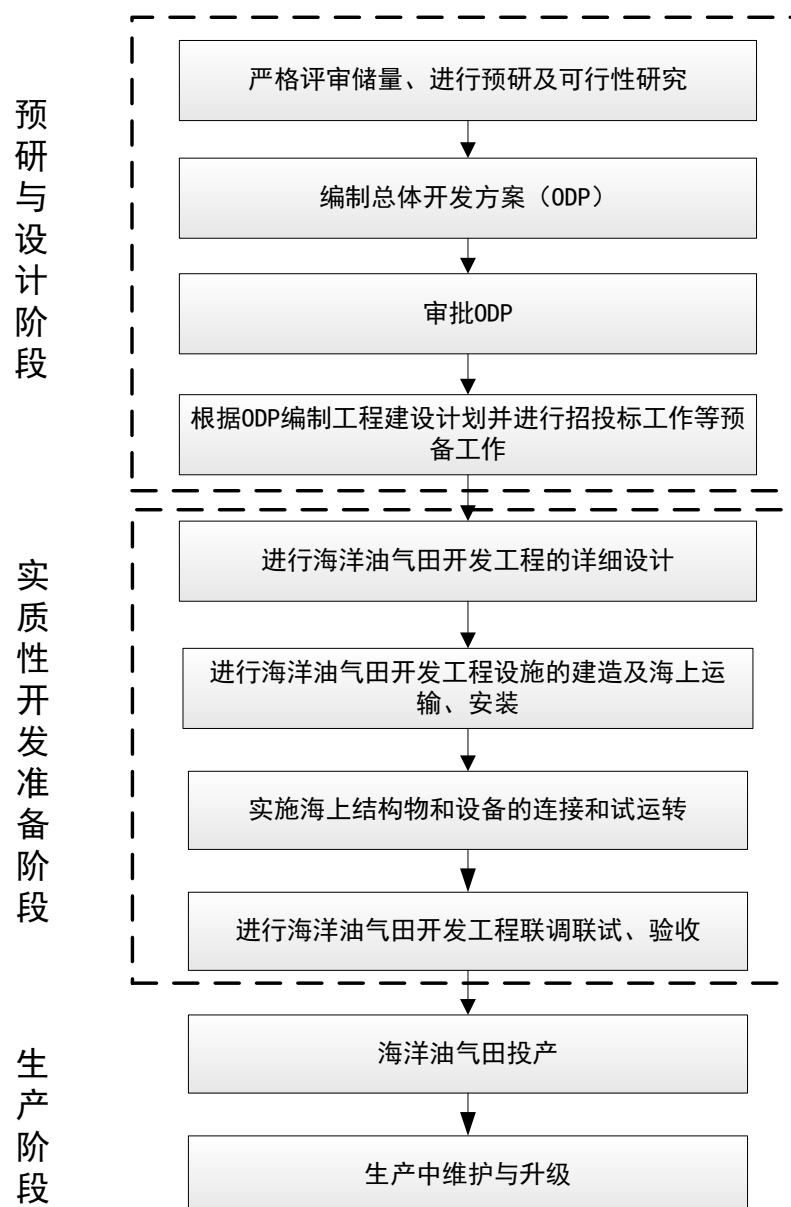 预研与设计阶段
严格评审储量、进行预研及可行性研究
编制总体开发方案（ODP）
审批ODP
根据ODP编制工程建设计划并进行招投标工作等预
备工作
实质性开发准备阶段
进行海洋油气田开发工程的详细设计
进行海洋油气田开发工程设施的建造及海上运
输、安装
实施海上结构物和设备的连接和试运转
进行海洋油气田开发工程联调联试、验收
生产阶段
海洋油气田投产
生产中维护与升级